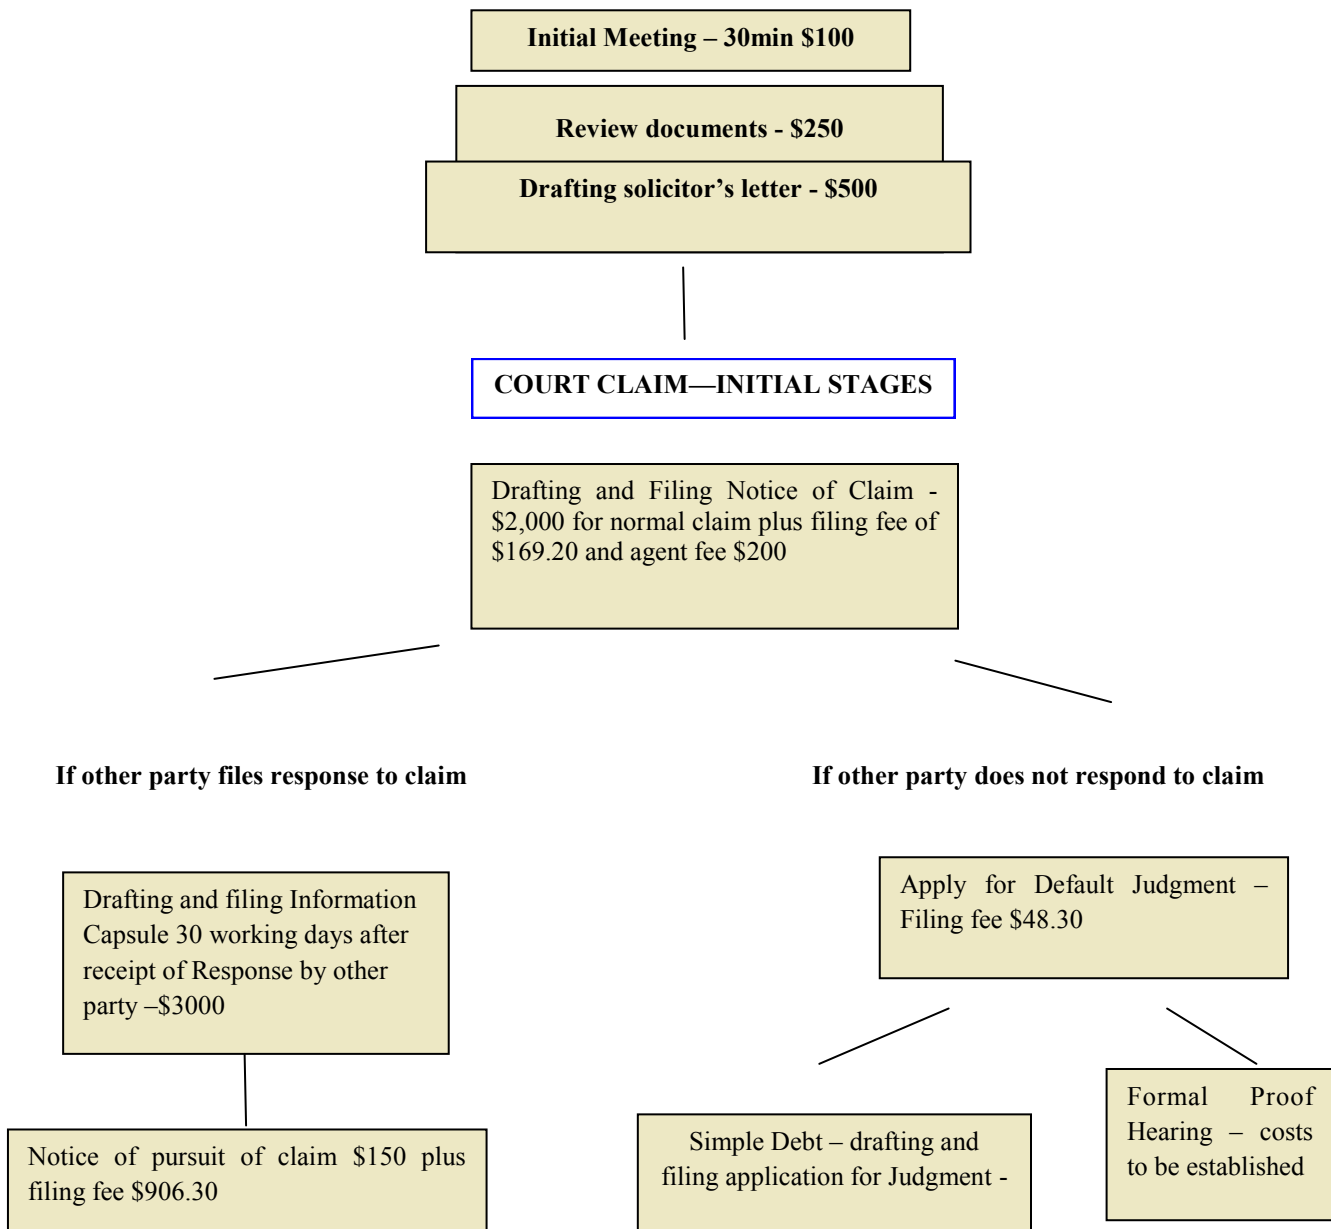 Initial Meeting – 30min $100
Review documents - $250
Drafting solicitor’s letter - $500
COURT CLAIM—INITIAL STAGES
Drafting and Filing Notice of Claim -
$2,000 for normal claim plus filing fee of
$169.20 and agent fee $200
If other party files response to claim
If other party does not respond to claim
Drafting and filing Information
Capsule 30 working days after
receipt of Response by other
party –$3000
Apply for Default Judgment –
Filing fee $48.30
Notice of pursuit of claim $150 plus
filing fee $906.30
Simple Debt – drafting and
filing application for Judgment -
Formal Proof
Hearing – costs
to be established